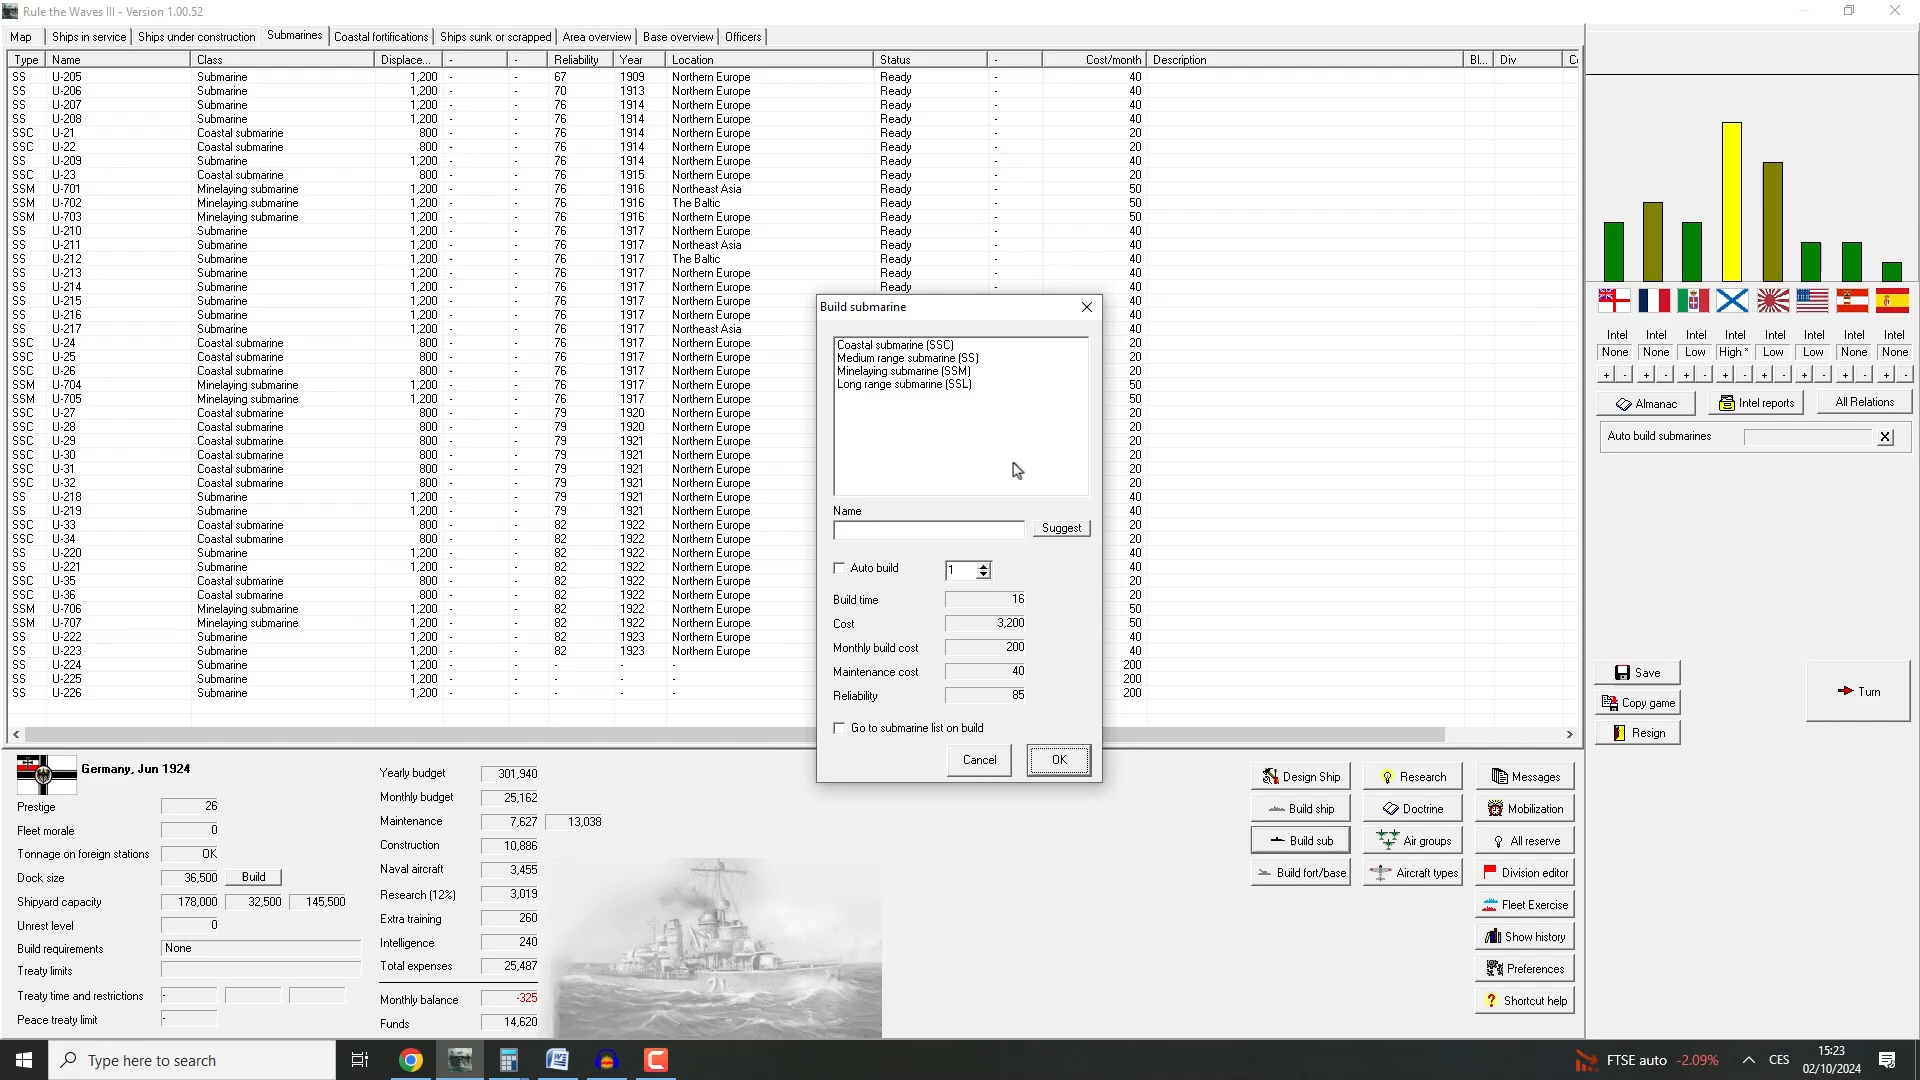 Rule the Waves III - Version 1.00.52
Map Ships in service Ships under construction Submarines Coastal fortifications Ships sunk or scrapped Area overview Base overview Officers
Type Name Class Displace... - - Reliability Year Location Status - Cost/month Description Bl... Div
SS U-205 Submarine 1,200 - - 67 1909 Northern Europe Ready - 40
SS U-206 Submarine 1,200 - - 70 1913 Northern Europe Ready - 40
SS U-207 Submarine 1,200 - - 76 1914 Northern Europe Ready - 40
SS U-208 Submarine 1,200 - - 76 1914 Northern Europe Ready - 40
SSC U-21 Coastal submarine 800 - - 76 1914 Northern Europe Ready - 20
SSC U-22 Coastal submarine 800 - - 76 1914 Northern Europe Ready - 20
SS U-209 Submarine 1,200 - - 76 1914 Northern Europe Ready - 40
SSC U-23 Coastal submarine 800 - - 76 1915 Northern Europe Ready - 20
SSM U-701 Minelaying submarine 1,200 - - 76 1916 Northeast Asia Ready - 50
SSM U-702 Minelaying submarine 1,200 - - 76 1916 The Baltic Ready - 50
SSM U-703 Minelaying submarine 1,200 - - 76 1916 Northern Europe Ready - 50
SS U-210 Submarine 1,200 - - 76 1917 Northern Europe Ready - 40
SS U-211 Submarine 1,200 - - 76 1917 Northeast Asia Ready - 40
SS U-212 Submarine 1,200 - - 76 1917 The Baltic Ready - 40
SS U-213 Submarine 1,200 - - 76 1917 Northern Europe Ready - 40
SS U-214 Submarine 1,200 - - 76 1917 Northern Europe Ready - 40
SS U-215 Submarine 1,200 - - 76 1917 Northern Europe 40
SS U-216 Submarine 1,200 - - 76 1917 Northern Europe 40
SS U-217 Submarine 1,200 - - 76 1917 Northeast Asia 40
SSC U-24 Coastal submarine 800 - - 76 1917 Northern Europe 20
SSC U-25 Coastal submarine 800 - - 76 1917 Northern Europe 20
SSC U-26 Coastal submarine 800 - - 76 1917 Northern Europe 20
SSM U-704 Minelaying submarine 1,200 - - 76 1917 Northern Europe 50
SSM U-705 Minelaying submarine 1,200 - - 76 1917 Northern Europe 50
SSC U-27 Coastal submarine 800 - - 79 1920 Northern Europe 20
SSC U-28 Coastal submarine 800 - - 79 1920 Northern Europe 20
SSC U-29 Coastal submarine 800 - - 79 1921 Northern Europe 20
SSC U-30 Coastal submarine 800 - - 79 1921 Northern Europe 20
SSC U-31 Coastal submarine 800 - - 79 1921 Northern Europe 20
SSC U-32 Coastal submarine 800 - - 79 1921 Northern Europe 20
SS U-218 Submarine 1,200 - - 79 1921 Northern Europe 40
SS U-219 Submarine 1,200 - - 79 1921 Northern Europe 40
SSC U-33 Coastal submarine 800 - - 82 1922 Northern Europe 20
SSC U-34 Coastal submarine 800 - - 82 1922 Northern Europe 20
SS U-220 Submarine 1,200 - - 82 1922 Northern Europe 40
SS U-221 Submarine 1,200 - - 82 1922 Northern Europe 40
SSC U-35 Coastal submarine 800 - - 82 1922 Northern Europe 20
SSC U-36 Coastal submarine 800 - - 82 1922 Northern Europe 20
SSM U-706 Minelaying submarine 1,200 - - 82 1922 Northern Europe 50
SSM U-707 Minelaying submarine 1,200 - - 82 1922 Northern Europe 50
SS U-222 Submarine 1,200 - - 82 1923 Northern Europe 40
SS U-223 Submarine 1,200 - - 82 1923 Northern Europe 40
SS U-224 Submarine 1,200 - - - - - 200
SS U-225 Submarine 1,200 - - - - - 200
SS U-226 Submarine 1,200 - - - - - 200
Build submarine
Coastal submarine (SSC)
Medium range submarine (SS)
Minelaying submarine (SSM)
Long range submarine (SSL)
Name
Suggest
Auto build 1
Build time 16
Cost 3,200
Monthly build cost 200
Maintenance cost 40
Reliability 85
Go to submarine list on build
Cancel OK
Intel Intel Intel Intel Intel Intel Intel Intel
None None Low High * Low Low None None
+ - + - + - + - + - + - + - + -
Almanac Intel reports All Relations
Auto build submarines X
Save
Copy game
Resign
Turn
Germany, Jun 1924
Prestige 26
Fleet morale 0
Tonnage on foreign stations OK
Dock size 36,500 Build
Shipyard capacity 178,000 32,500 145,500
Unrest level 0
Build requirements None
Treaty limits
Treaty time and restrictions -
Peace treaty limit -
Yearly budget 301,940
Monthly budget 25,162
Maintenance 7,627 13,038
Construction 10,886
Naval aircraft 3,455
Research (12%) 3,019
Extra training 260
Intelligence 240
Total expenses 25,487
Monthly balance -325
Funds 14,620
Design Ship Research Messages
Build ship Doctrine Mobilization
Build sub Air groups All reserve
Build fort/base Aircraft types Division editor
Fleet Exercise
Show history
Preferences
Shortcut help
Type here to search
FTSE auto -2.09% CES 15:23
02/10/2024